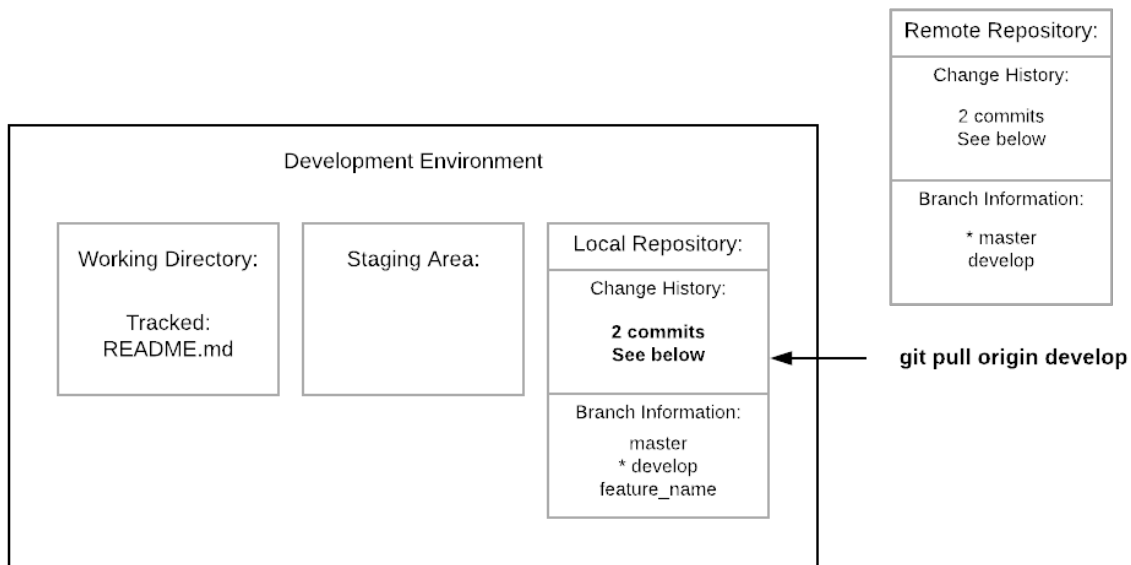 Remote Repository:
Change History:
2 commits
See below
Branch Information:
* master
develop
Development Environment
Working Directory:
Tracked:
README.md
Staging Area:
Local Repository:
Change History:
2 commits
See below
Branch Information:
master
* develop
feature_name
git pull origin develop